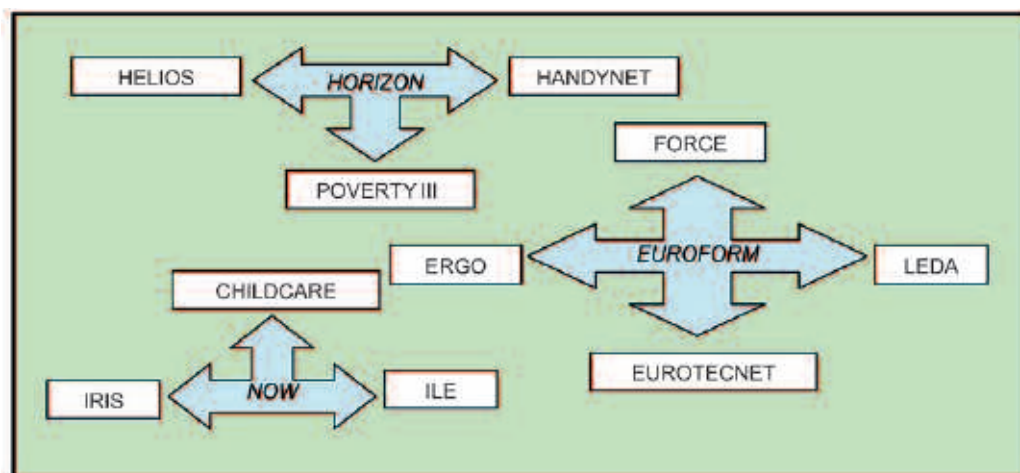 HELIOS
HORIZON
HANDYNET
POVERTY III
FORCE
ERGO
EUROFORM
LEDA
EUROTECNET
CHILDCARE
IRIS
NOW
ILE